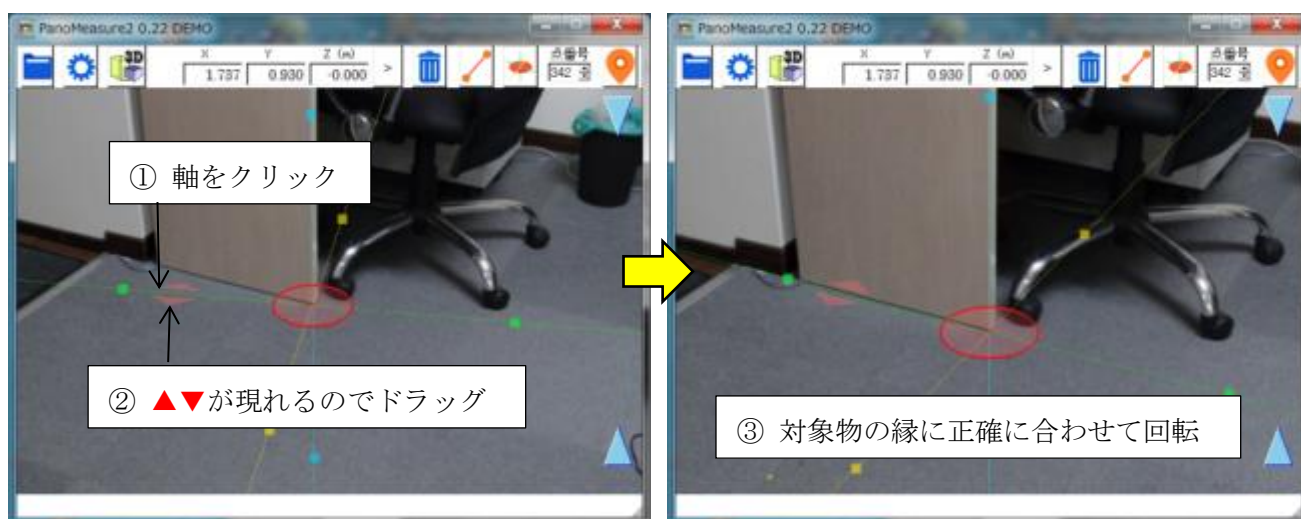 PanoMeasure2 0.22 DEMO
X Y Z (m)
1.737 0.930 -0.000 >
点番号
342
① 軸をクリック
② ▲▼が現れるのでドラッグ
PanoMeasure2 0.22 DEMO
X Y Z (m)
1.737 0.930 -0.000 >
点番号
342
③ 対象物の縁に正確に合わせて回転